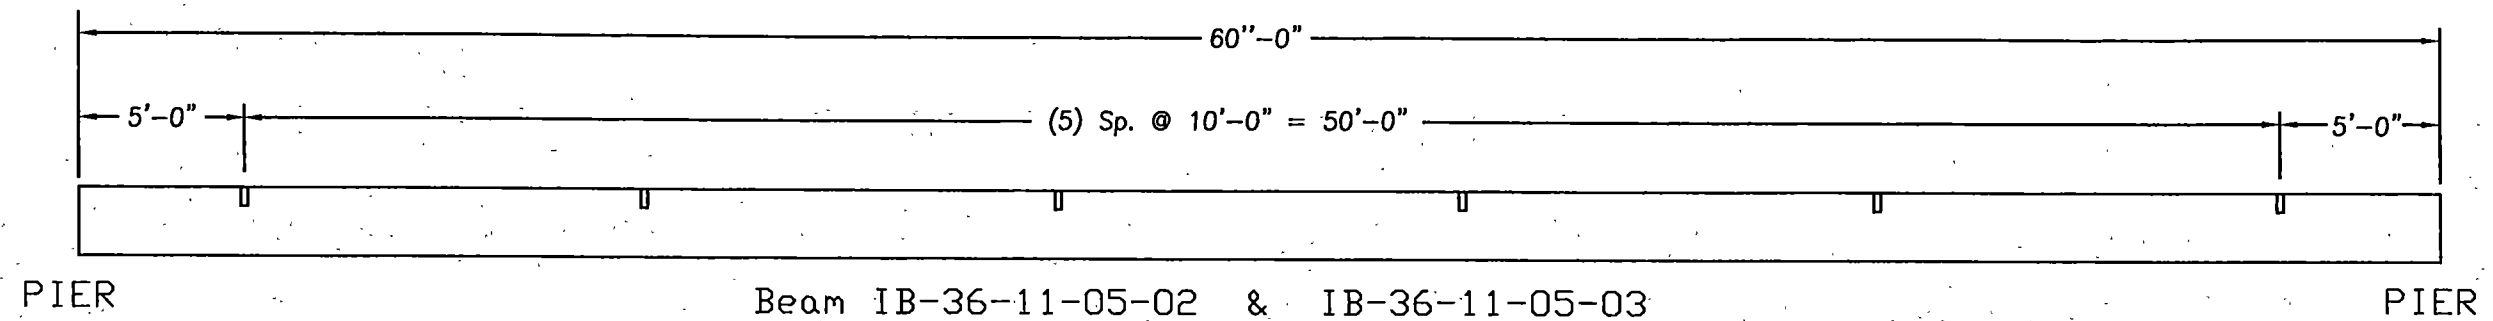 60''-0"
5'-0" (5) Sp. @ 10'-0" = 50'-0" 5'-0"
PIER Beam IB-36-11-05-02 & IB-36-11-05-03 PIER